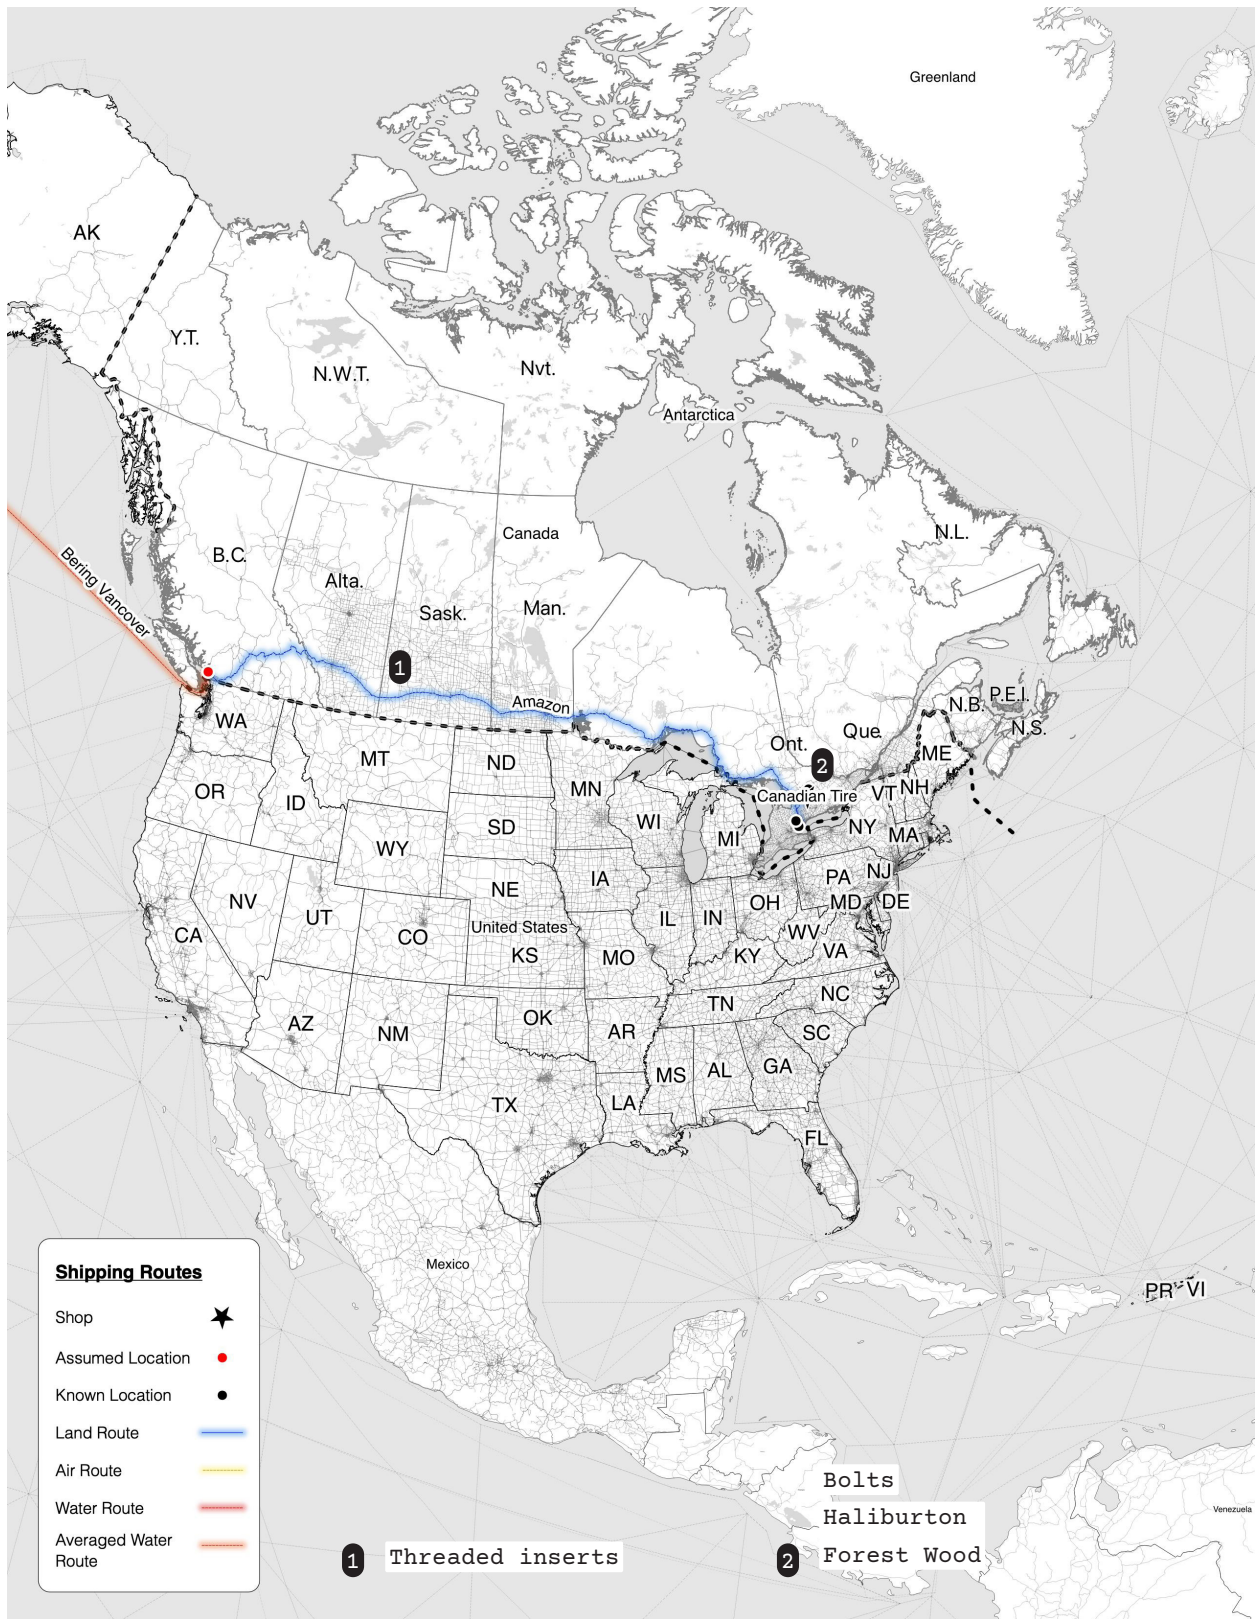 Greenland
AK
Y.T.
N.W.T.
Nvt.
Antarctica
Canada
N.L.
B.C.
Alta.
Sask.
Man.
Bering Vancover
1
Amazon
P.E.I.
N.B.
N.S.
Que
Ont.
2
Canadian Tire
WA
MT
ND
MN
ME
VT
NH
OR
ID
SD
WI
MI
NY
MA
WY
IA
PA
NJ
NE
OH
MD
DE
NV
UT
CO
United States
KS
IL
IN
WV
CA
MO
KY
VA
TN
NC
AZ
NM
OK
AR
SC
MS
AL
GA
TX
LA
FL
Mexico
PR
VI
Shipping Routes
Shop
Assumed Location
Known Location
Land Route
Air Route
Water Route
Averaged Water
Route
1 Threaded inserts
Bolts
Haliburton
2 Forest Wood
Venezuela